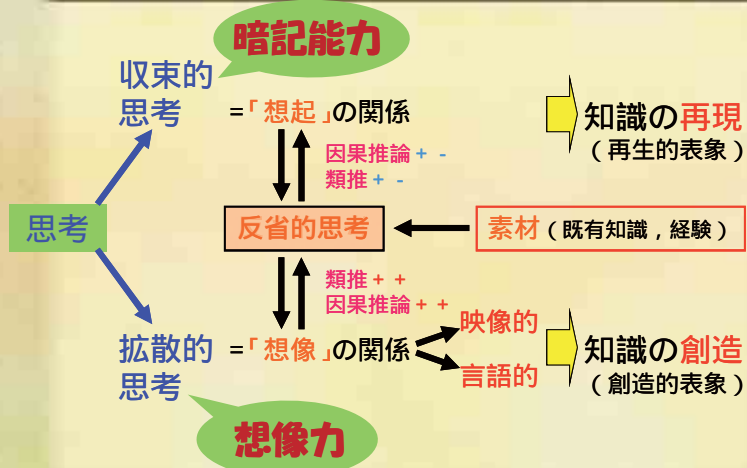 暗記能力
収束的
思考
=「想起」の関係
知識の再現
(再生的表象)
因果推論+ -
類推+ -
思考
反省的思考
素材(既有知識,経験)
類推+ +
因果推論+ +
映像的
拡散的
思考
=「想像」の関係
言語的
知識の創造
(創造的表象)
想像力